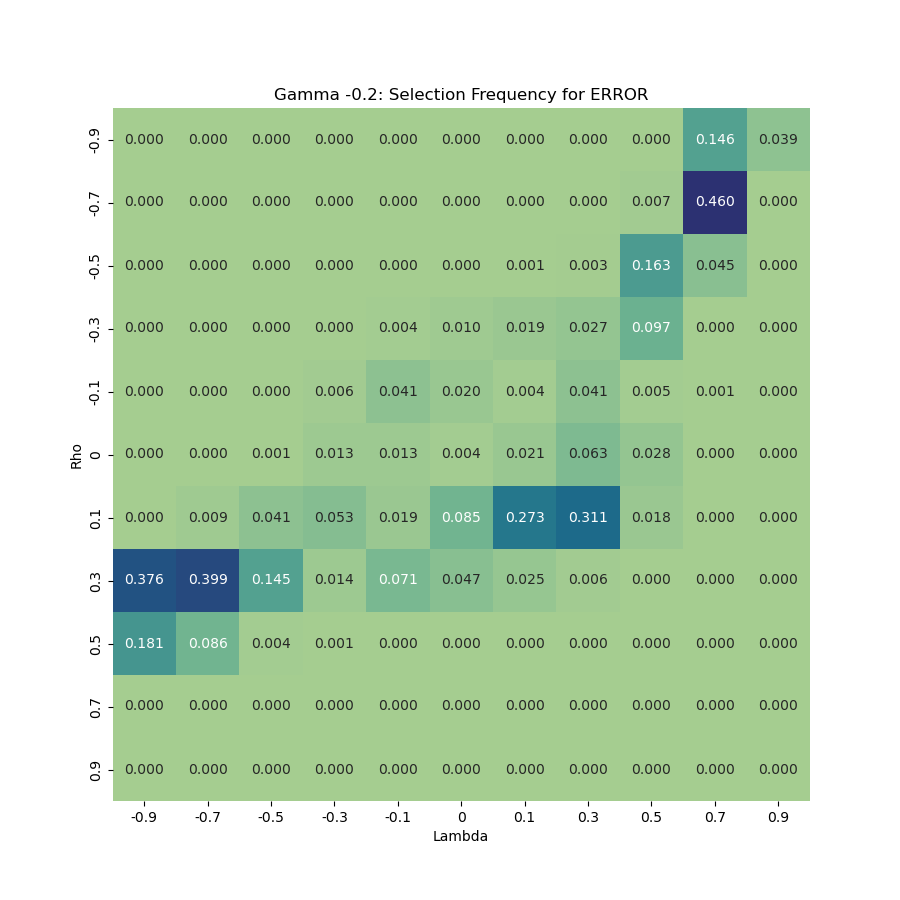 Gamma -0.2: Selection Frequency for ERROR
-0.9 0.000 0.000 0.000 0.000 0.000 0.000 0.000 0.000 0.000 0.146 0.039
-0.7 0.000 0.000 0.000 0.000 0.000 0.000 0.000 0.000 0.007 0.460 0.000
-0.5 0.000 0.000 0.000 0.000 0.000 0.000 0.001 0.003 0.163 0.045 0.000
-0.3 0.000 0.000 0.000 0.000 0.004 0.010 0.019 0.027 0.097 0.000 0.000
-0.1 0.000 0.000 0.000 0.006 0.041 0.020 0.004 0.041 0.005 0.001 0.000
Rho
0 0.000 0.000 0.001 0.013 0.013 0.004 0.021 0.063 0.028 0.000 0.000
0.1 0.000 0.009 0.041 0.053 0.019 0.085 0.273 0.311 0.018 0.000 0.000
0.3 0.376 0.399 0.145 0.014 0.071 0.047 0.025 0.006 0.000 0.000 0.000
0.5 0.181 0.086 0.004 0.001 0.000 0.000 0.000 0.000 0.000 0.000 0.000
0.7 0.000 0.000 0.000 0.000 0.000 0.000 0.000 0.000 0.000 0.000 0.000
0.9 0.000 0.000 0.000 0.000 0.000 0.000 0.000 0.000 0.000 0.000 0.000
-0.9 -0.7 -0.5 -0.3 -0.1 0 0.1 0.3 0.5 0.7 0.9
Lambda